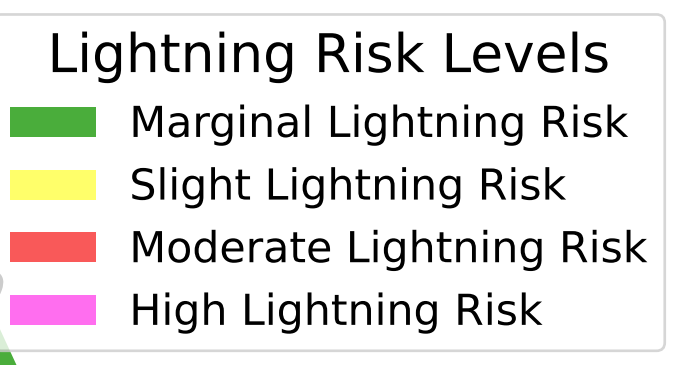 Lightning Risk Levels
Marginal Lightning Risk
Slight Lightning Risk
Moderate Lightning Risk
High Lightning Risk